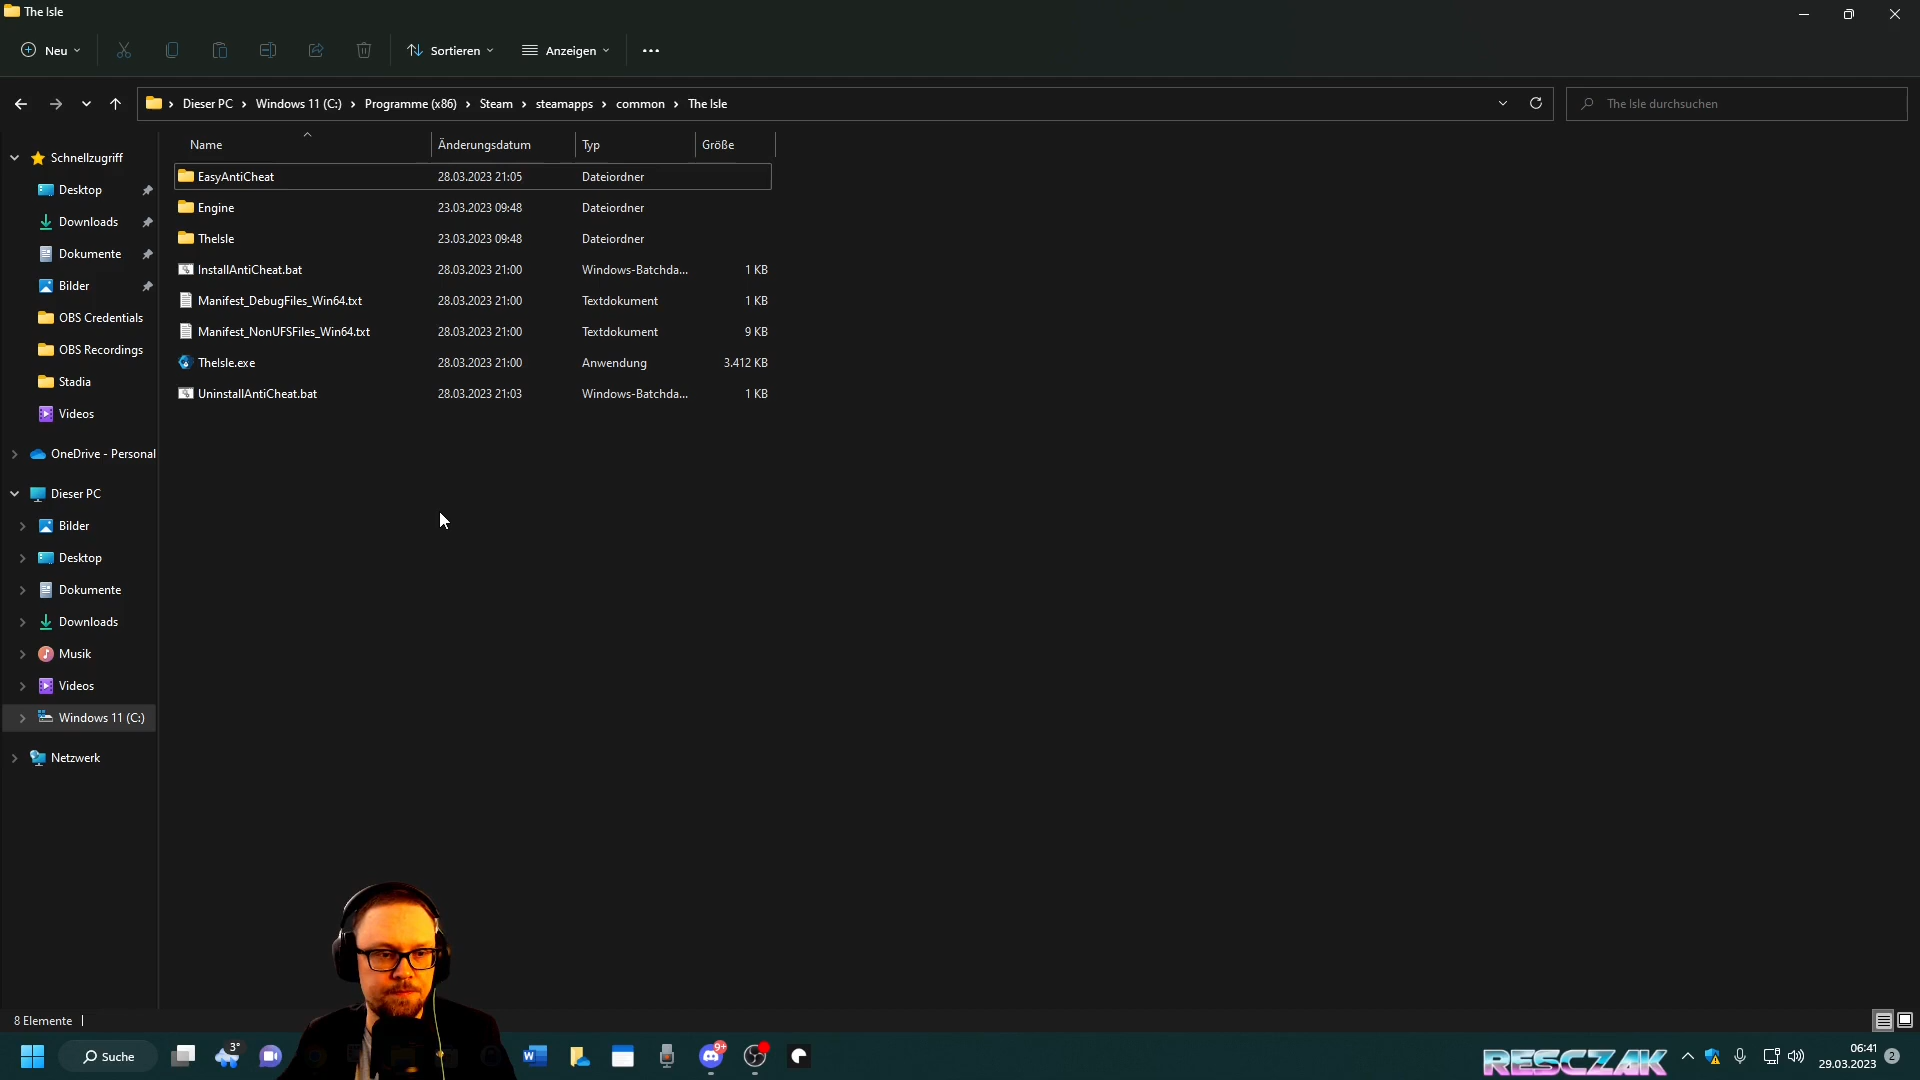 The Isle
Neu
Sortieren
Anzeigen
Dieser PC
Windows 11 (C:)
Programme (x86)
Steam
steamapps
common
The Isle
The Isle durchsuchen
Name
Änderungsdatum
Typ
Größe
EasyAntiCheat 28.03.2023 21:05 Dateiordner
Engine 23.03.2023 09:48 Dateiordner
TheIsle 23.03.2023 09:48 Dateiordner
InstallAntiCheat.bat 28.03.2023 21:00 Windows-Batchda... 1 KB
Manifest_DebugFiles_Win64.txt 28.03.2023 21:00 Textdokument 1 KB
Manifest_NonUFSFiles_Win64.txt 28.03.2023 21:00 Textdokument 9 KB
TheIsle.exe 28.03.2023 21:00 Anwendung 3.412 KB
UninstallAntiCheat.bat 28.03.2023 21:03 Windows-Batchda... 1 KB
Schnellzugriff
Desktop
Downloads
Dokumente
Bilder
OBS Credentials
OBS Recordings
Stadia
Videos
OneDrive - Personal
Dieser PC
Bilder
Desktop
Dokumente
Downloads
Musik
Videos
Windows 11 (C:)
Netzwerk
8 Elemente
Suche
3°
9+
RESCZAK
06:41
29.03.2023
2